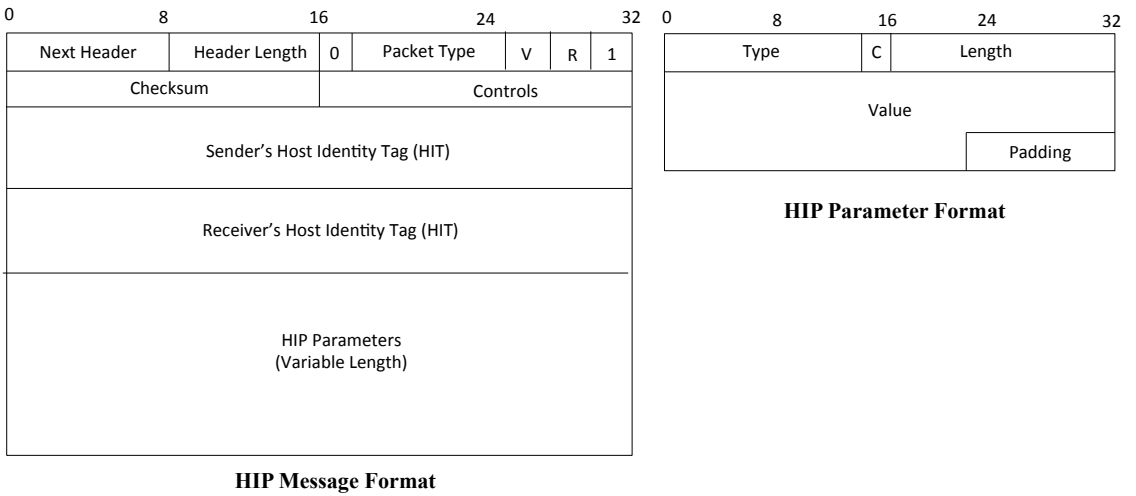 0 8 16 24 32
Next Header Header Length 0 Packet Type V R 1
Checksum Controls
Sender's Host Identity Tag (HIT)
Receiver's Host Identity Tag (HIT)
HIP Parameters
(Variable Length)
HIP Message Format
0 8 16 24 32
Type C Length
Value
Padding
HIP Parameter Format